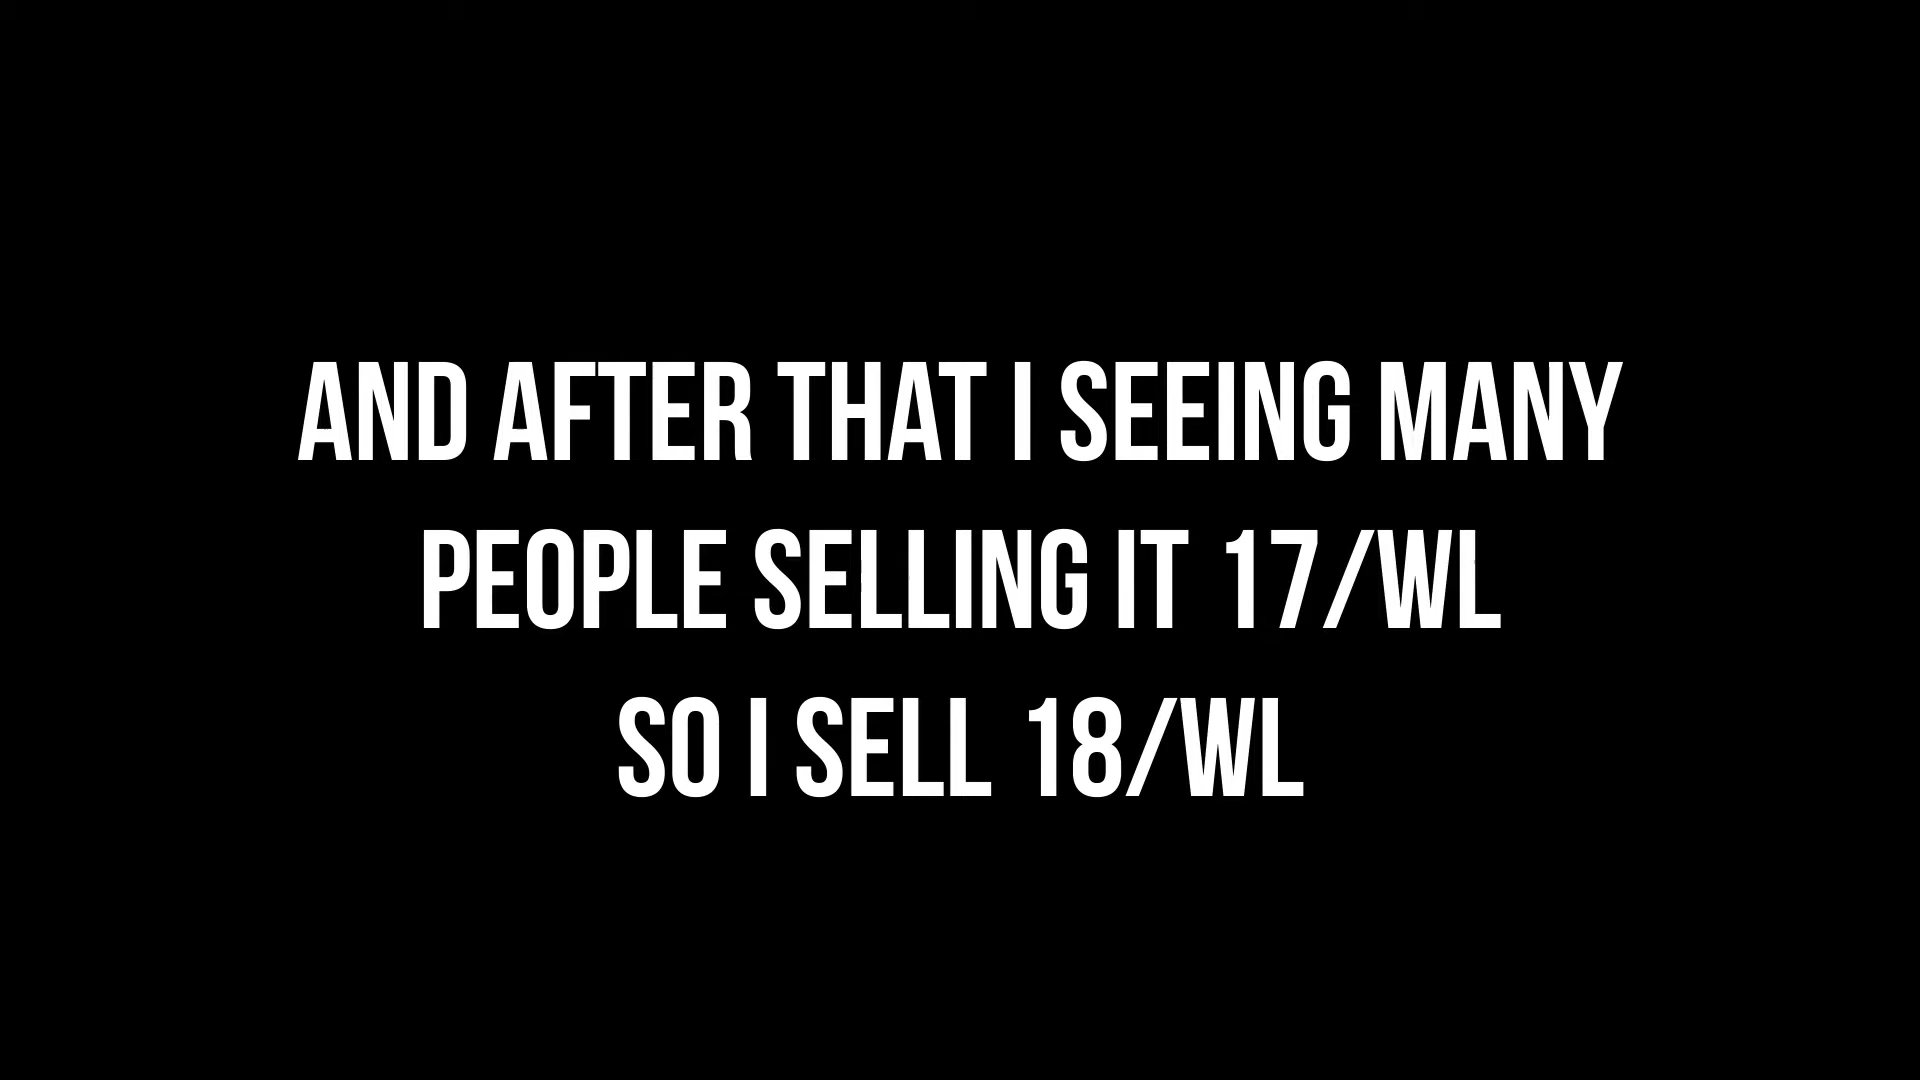 AND AFTER THAT I SEEING MANY
PEOPLE SELLING IT 17/WL
SO I SELL 18/WL